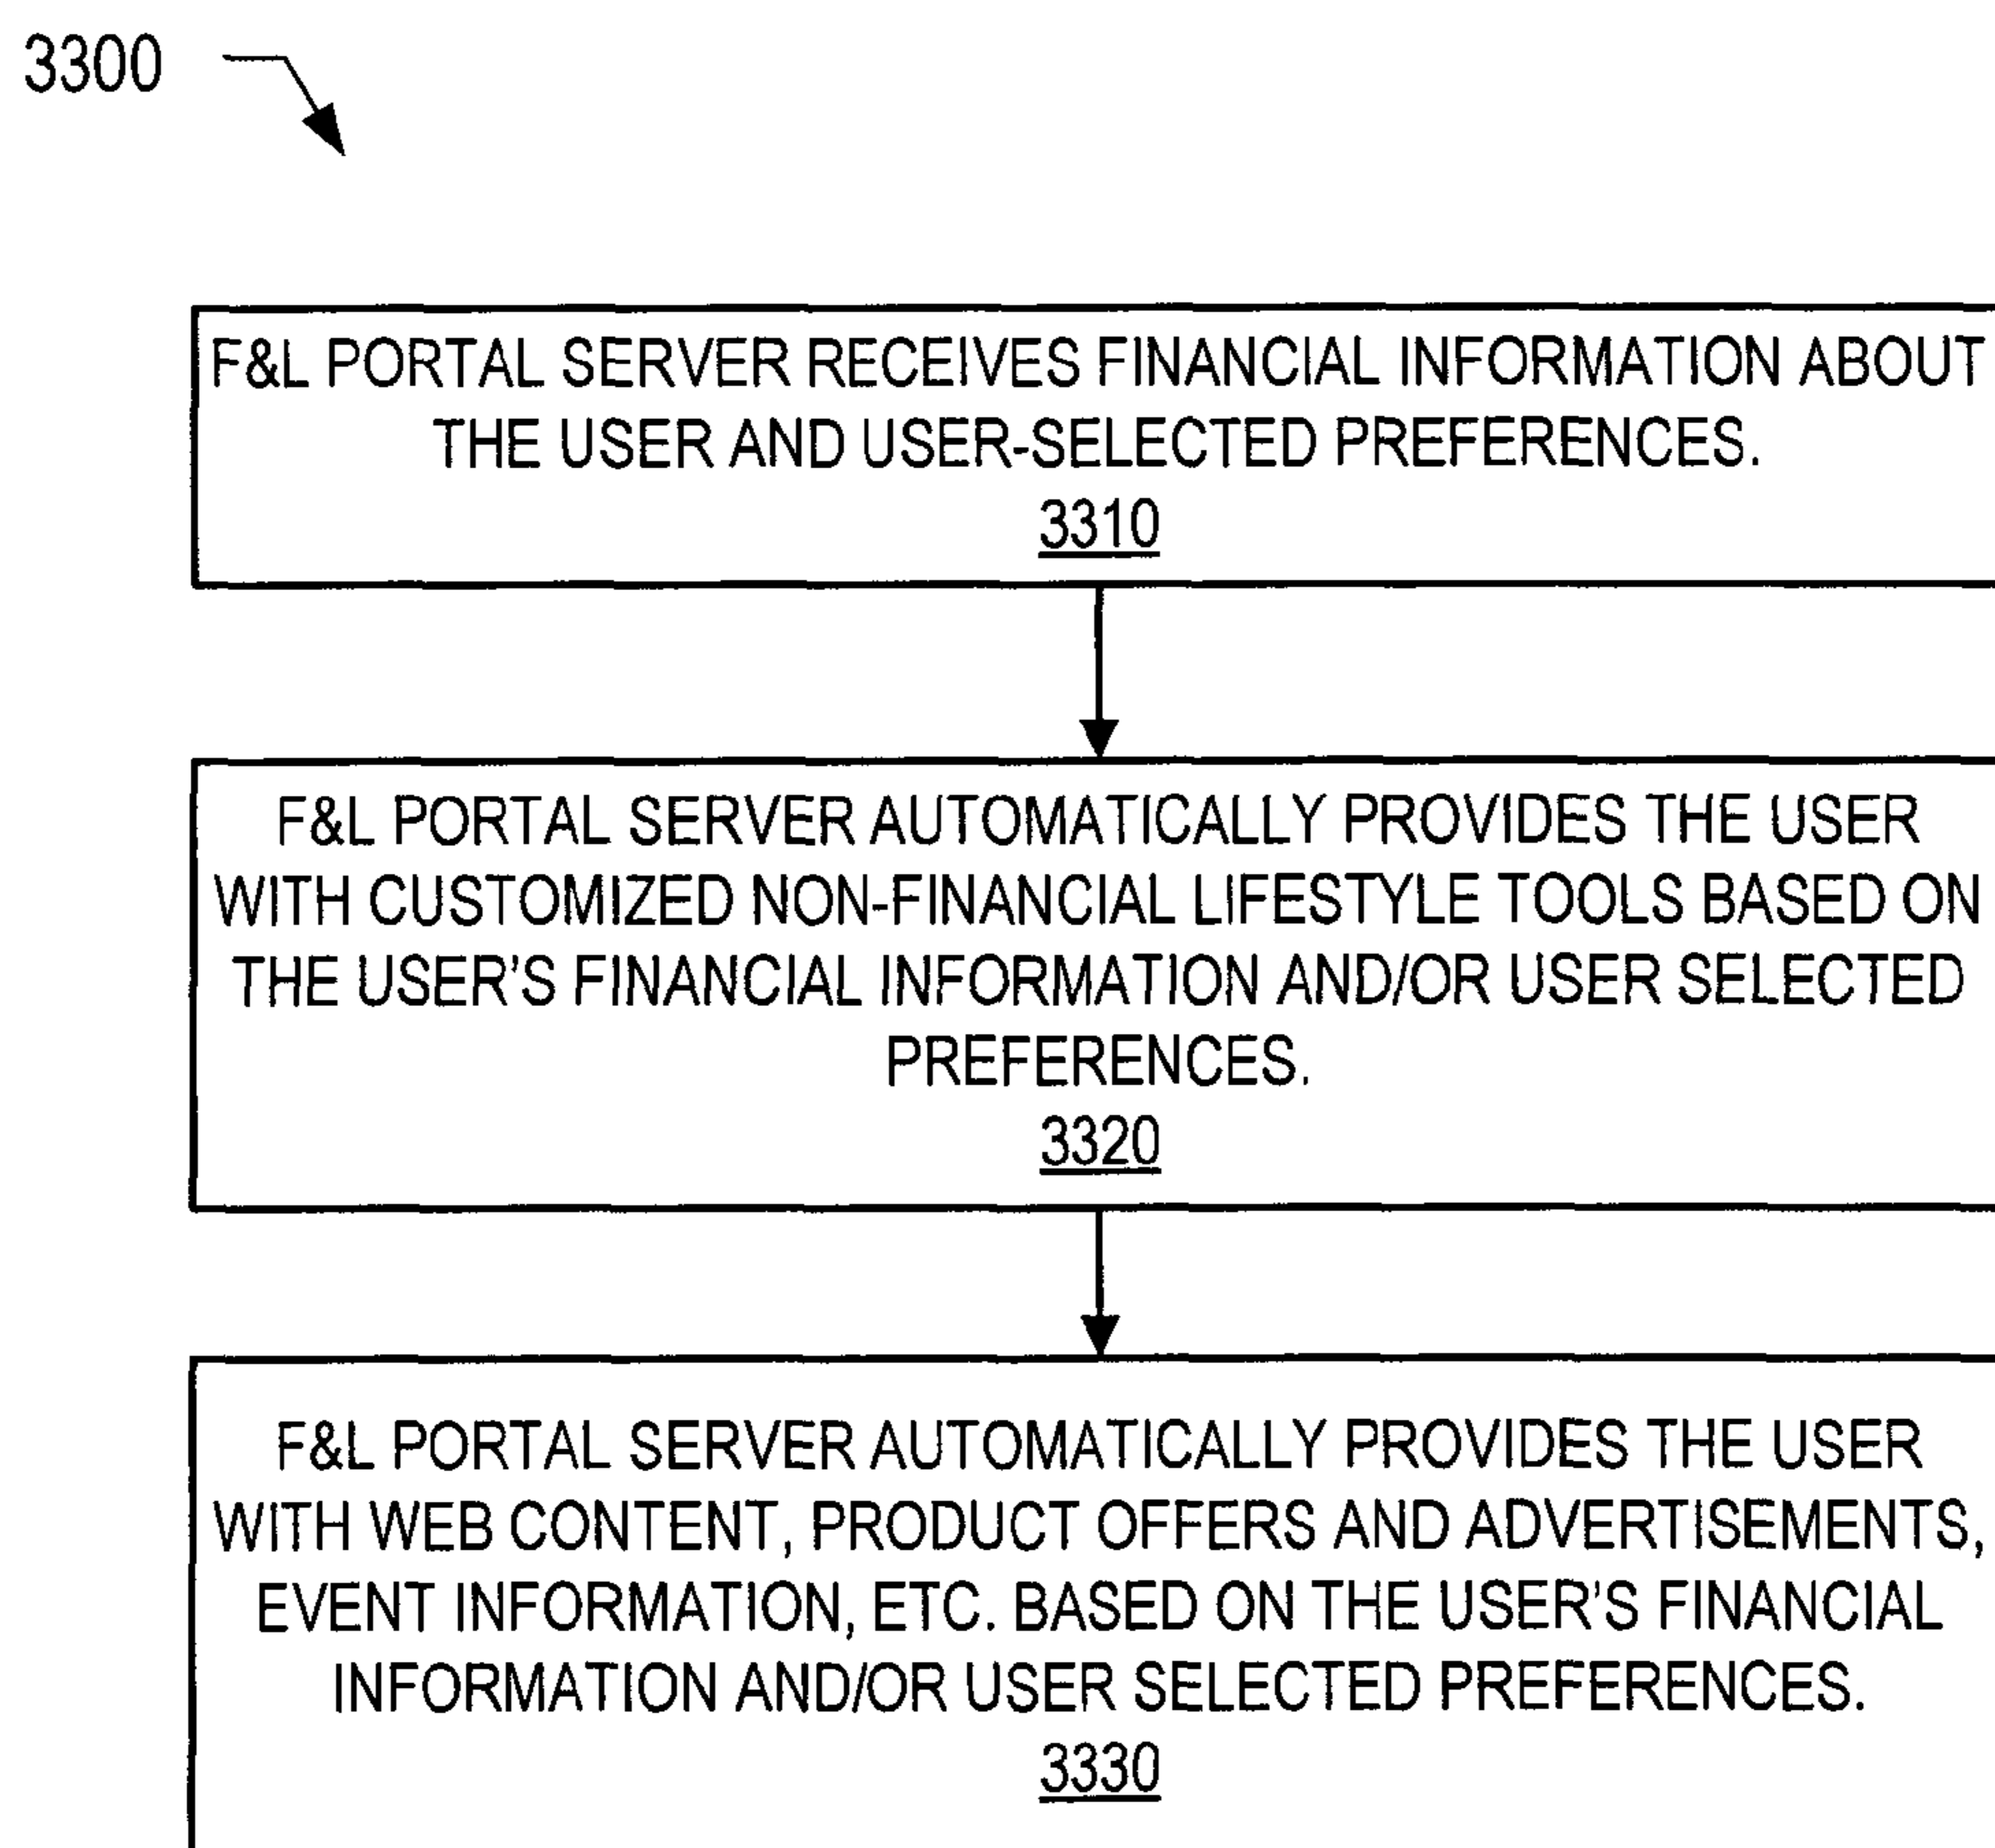 3300
F&L PORTAL SERVER RECEIVES FINANCIAL INFORMATION ABOUT
THE USER AND USER-SELECTED PREFERENCES.
3310
F&L PORTAL SERVER AUTOMATICALLY PROVIDES THE USER
WITH CUSTOMIZED NON-FINANCIAL LIFESTYLE TOOLS BASED ON
THE USER'S FINANCIAL INFORMATION AND/OR USER SELECTED
PREFERENCES.
3320
F&L PORTAL SERVER AUTOMATICALLY PROVIDES THE USER
WITH WEB CONTENT, PRODUCT OFFERS AND ADVERTISEMENTS,
EVENT INFORMATION, ETC. BASED ON THE USER'S FINANCIAL
INFORMATION AND/OR USER SELECTED PREFERENCES.
3330